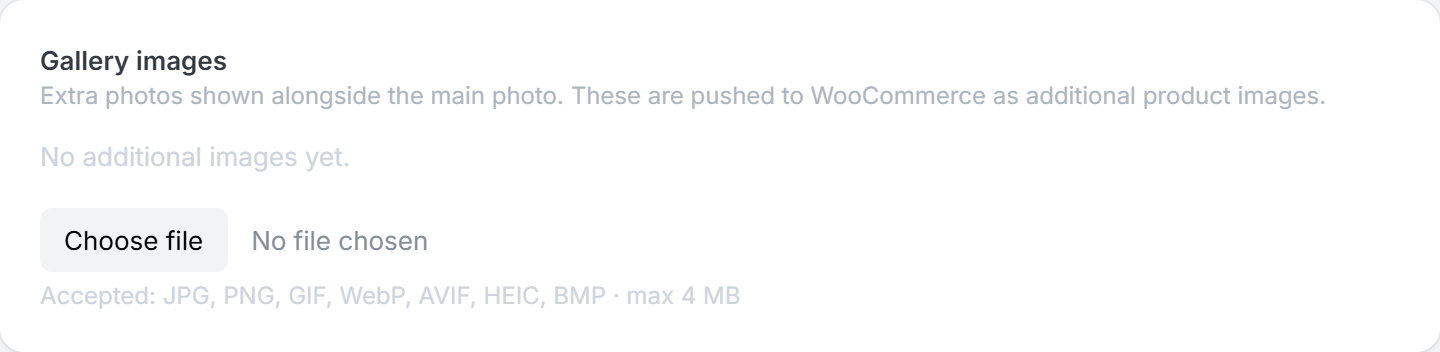 Gallery images
Extra photos shown alongside the main photo. These are pushed to WooCommerce as additional product images.
No additional images yet.
Choose file No file chosen
Accepted: JPG, PNG, GIF, WebP, AVIF, HEIC, BMP · max 4 MB